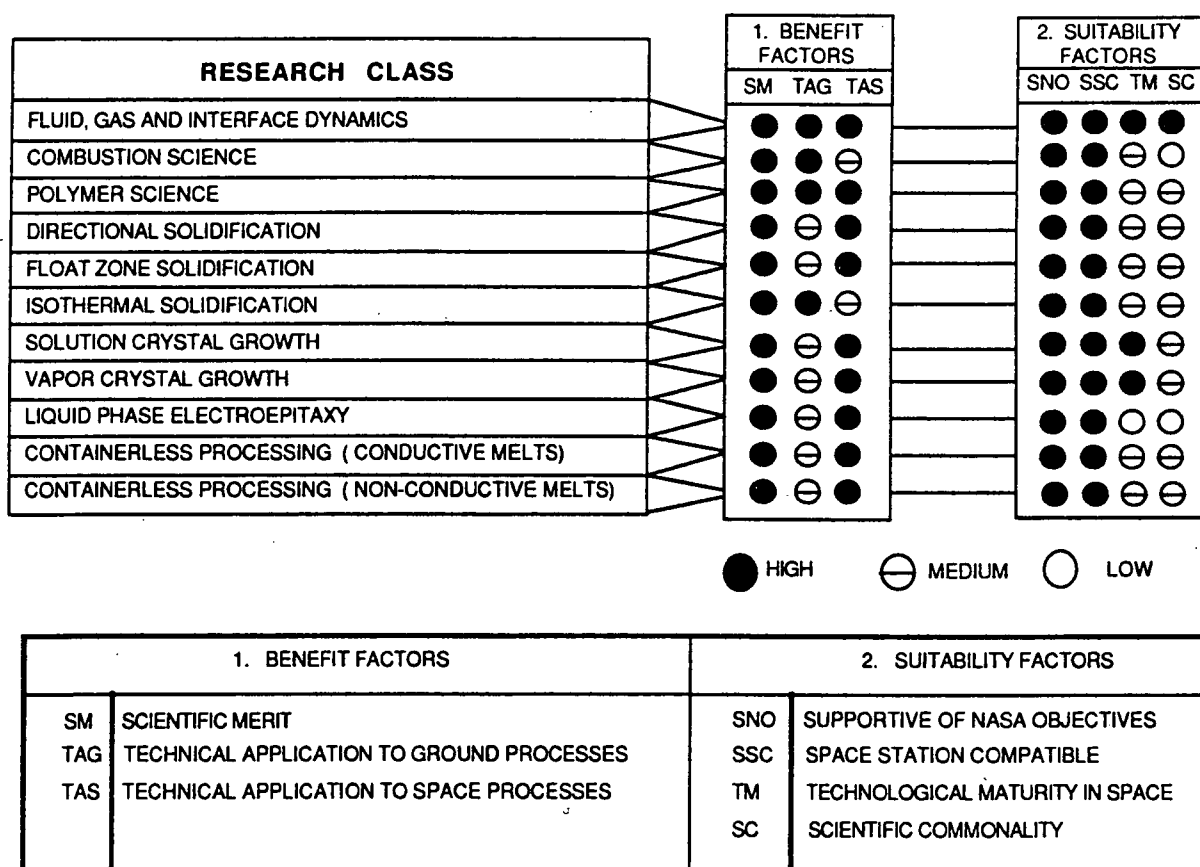 1. BENEFIT
FACTORS
2. SUITABILITY
FACTORS
RESEARCH CLASS
SM TAG TAS
SNO SSC TM SC
FLUID, GAS AND INTERFACE DYNAMICS
COMBUSTION SCIENCE
POLYMER SCIENCE
DIRECTIONAL SOLIDIFICATION
FLOAT ZONE SOLIDIFICATION
ISOTHERMAL SOLIDIFICATION
SOLUTION CRYSTAL GROWTH
VAPOR CRYSTAL GROWTH
LIQUID PHASE ELECTROEPITAXY
CONTAINERLESS PROCESSING ( CONDUCTIVE MELTS)
CONTAINERLESS PROCESSING ( NON-CONDUCTIVE MELTS)
HIGH MEDIUM LOW
1. BENEFIT FACTORS
2. SUITABILITY FACTORS
SM SCIENTIFIC MERIT
TAG TECHNICAL APPLICATION TO GROUND PROCESSES
TAS TECHNICAL APPLICATION TO SPACE PROCESSES
SNO SUPPORTIVE OF NASA OBJECTIVES
SSC SPACE STATION COMPATIBLE
TM TECHNOLOGICAL MATURITY IN SPACE
SC SCIENTIFIC COMMONALITY